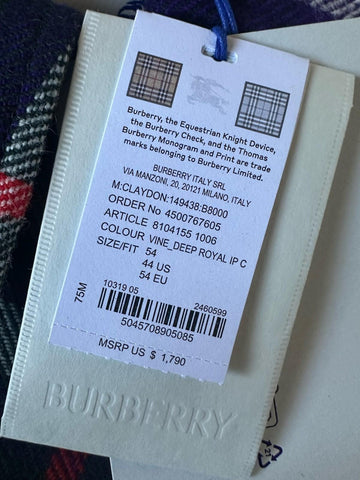 Burberry, the Equestrian Knight Device,
the Burberry Check, and the Thomas
Burberry Monogram and Print are trade
marks belonging to Burberry Limited.
BURBERRY ITALY SRL
VIA MANZONI, 20, 20121 MILANO, ITALY
M:CLAYDON:149438:B8000
ORDER No 4500767605
ARTICLE 8104155 1006
COLOUR VINE_DEEP ROYAL IP C
SIZE/FIT 54
44 US
54 EU
75M
10319 05
2460599
5045708905085
MSRP US $ 1,790
BURBERRY